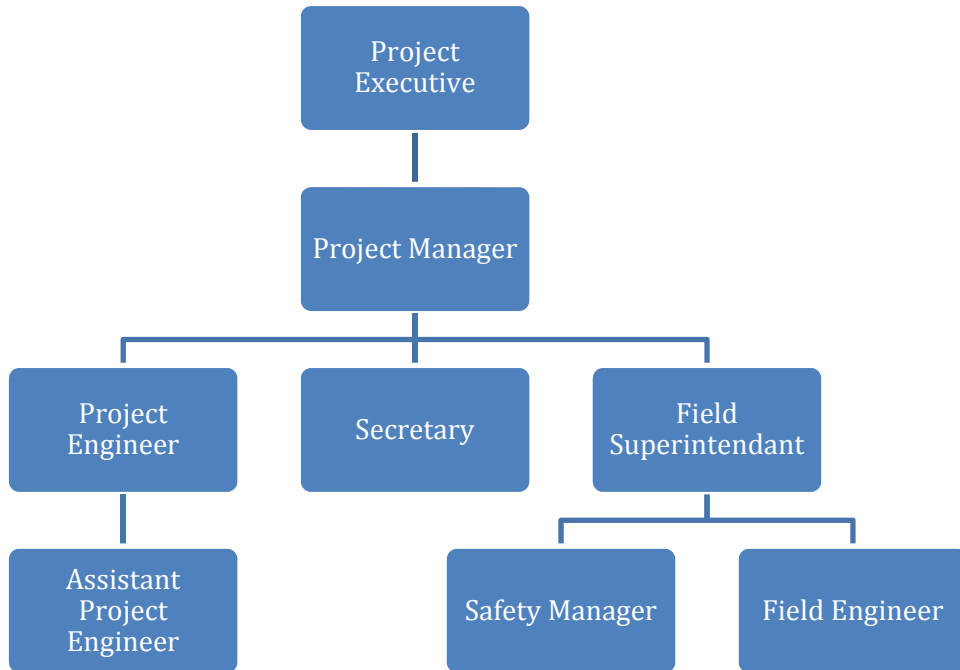 Project
Executive
Project Manager
Project
Engineer
Secretary
Field
Superintendant
Assistant
Project
Engineer
Safety Manager
Field Engineer